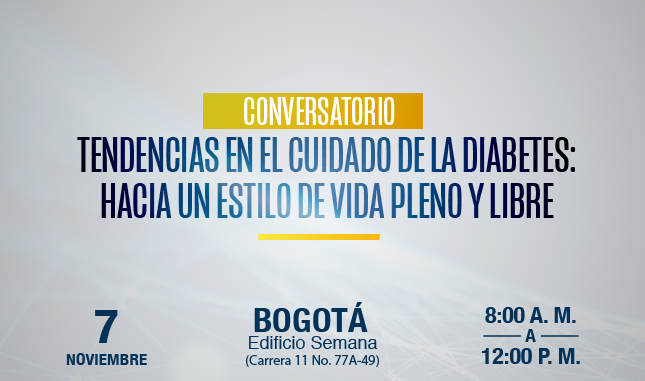 CONVERSATORIO
TENDENCIAS EN EL CUIDADO DE LA DIABETES:
HACIA UN ESTILO DE VIDA PLENO Y LIBRE
7
NOVIEMBRE
BOGOTÁ
Edificio Semana
(Carrera 11 No. 77A-49)
8:00 A. M.
A
12:00 P. M.